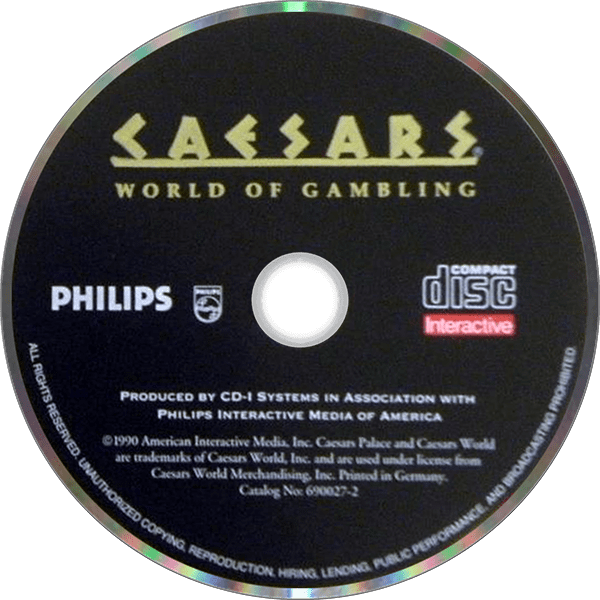 CAESARS®
WORLD OF GAMBLING
PHILIPS
PHILIPS
COMPACT
disc
Interactive
PRODUCED BY CD-I SYSTEMS IN ASSOCIATION WITH
PHILIPS INTERACTIVE MEDIA OF AMERICA
©1990 American Interactive Media, Inc. Caesars Palace and Caesars World
are trademarks of Caesars World, Inc. and are used under license from
Caesars World Merchandising, Inc. Printed in Germany.
Catalog No: 690027-2
ALL RIGHTS RESERVED. UNAUTHORIZED COPYING, REPRODUCTION, HIRING, LENDING, PUBLIC PERFORMANCE, AND BROADCASTING PROHIBITED.